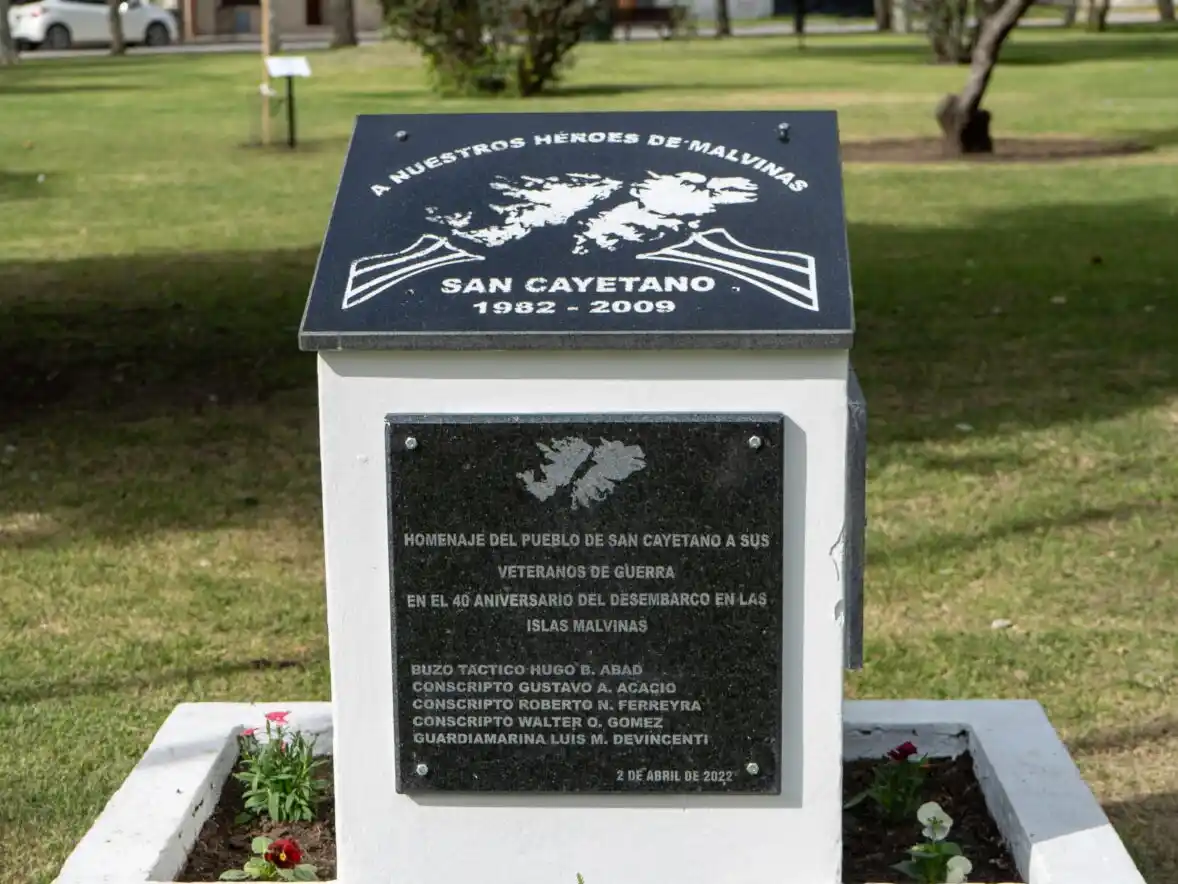 A NUESTROS HÉROES DE MALVINAS
SAN CAYETANO
1982 - 2009
HOMENAJE DEL PUEBLO DE SAN CAYETANO A SUS
VETERANOS DE GUERRA
EN EL 40 ANIVERSARIO DEL DESEMBARCO EN LAS
ISLAS MALVINAS
BUZO TACTICO HUGO B. ABAD
CONSCRIPTO GUSTAVO A. ACACIO
CONSCRIPTO ROBERTO N. FERREYRA
CONSCRIPTO WALTER O. GOMEZ
GUARDIAMARINA LUIS M. DEVINCENTI
2 DE ABRIL DE 2022